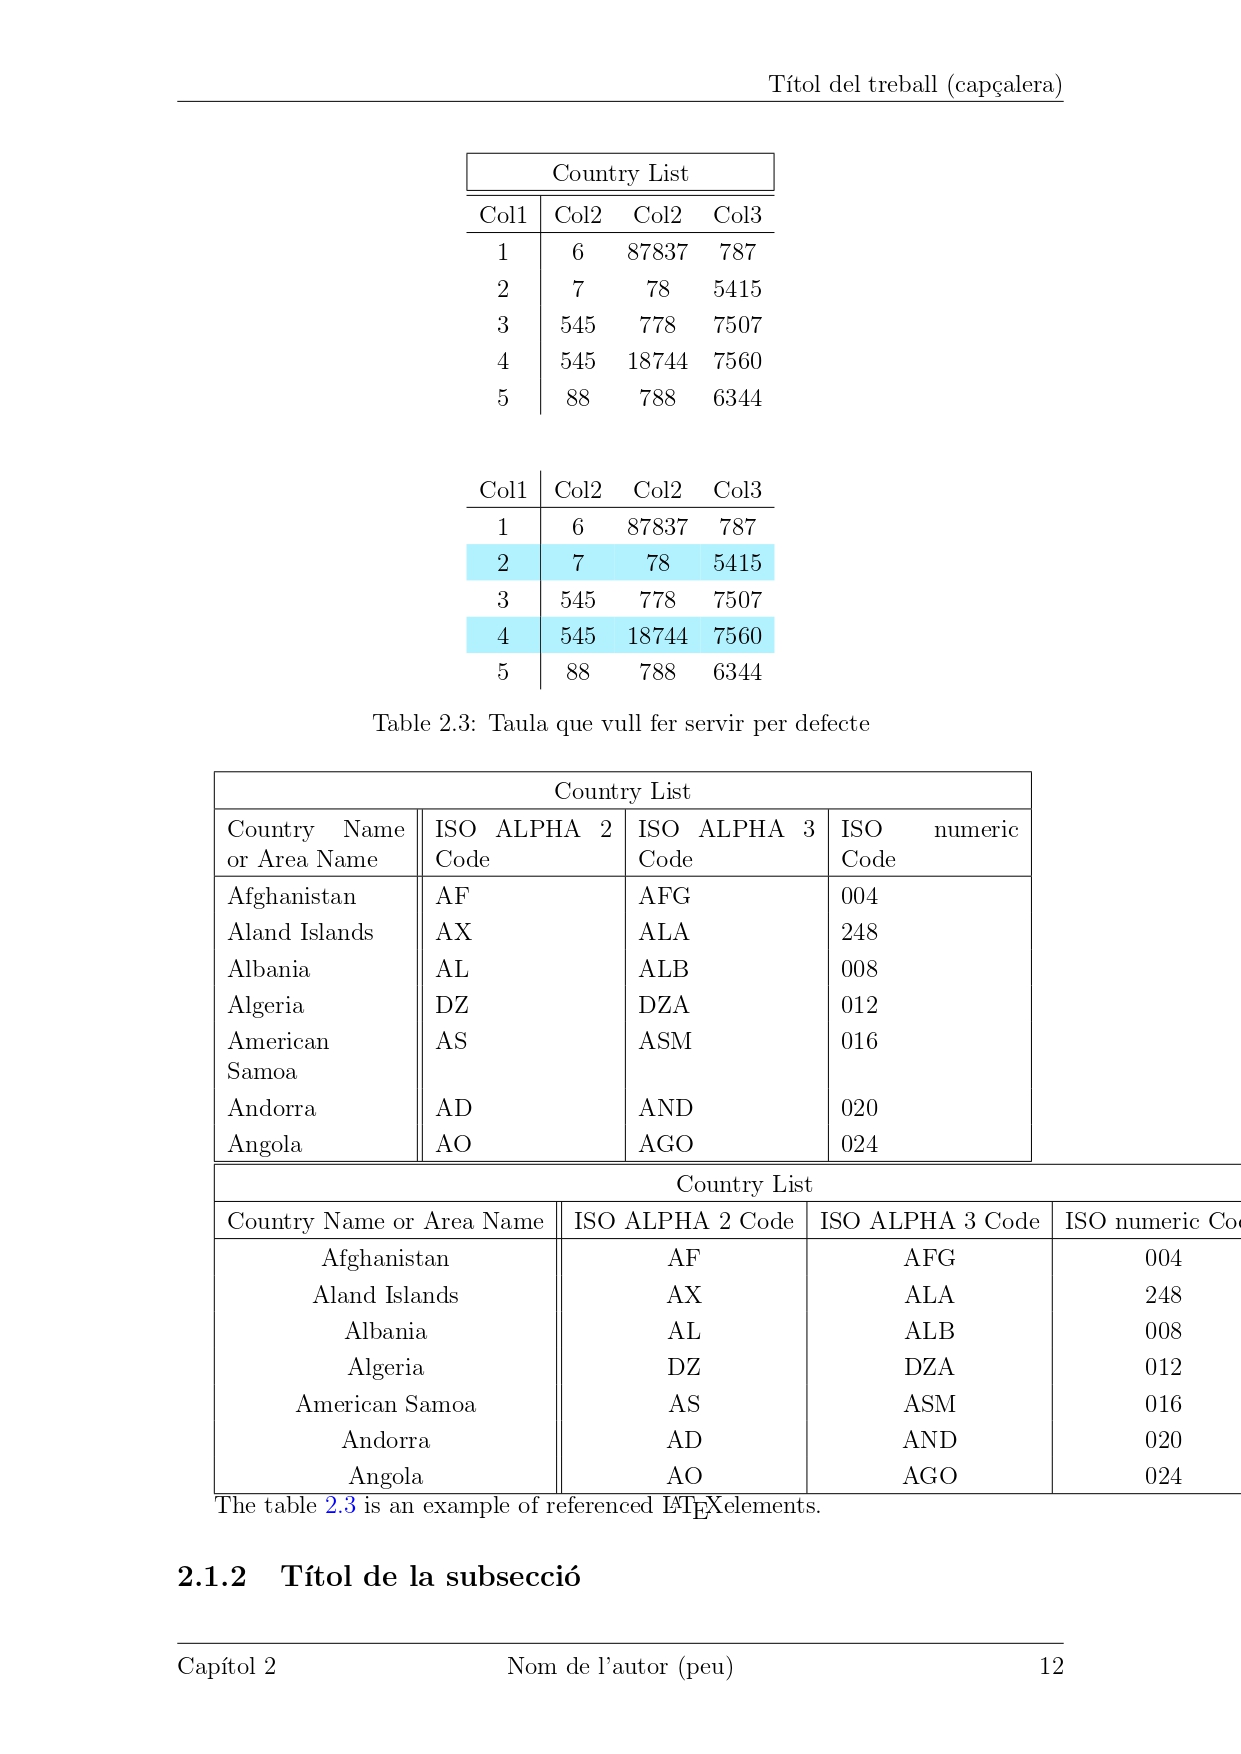 Títol del treball (capçalera)
Country List
Col1 Col2 Col2 Col3
1 6 87837 787
2 7 78 5415
3 545 778 7507
4 545 18744 7560
5 88 788 6344
Col1 Col2 Col2 Col3
1 6 87837 787
2 7 78 5415
3 545 778 7507
4 545 18744 7560
5 88 788 6344
Table 2.3: Taula que vull fer servir per defecte
Country List
Country Name ISO ALPHA 2 ISO ALPHA 3 ISO numeric
or Area Name Code Code Code
Afghanistan AF AFG 004
Aland Islands AX ALA 248
Albania AL ALB 008
Algeria DZ DZA 012
American AS ASM 016
Samoa
Andorra AD AND 020
Angola AO AGO 024
Country List
Country Name or Area Name ISO ALPHA 2 Code ISO ALPHA 3 Code ISO numeric
Afghanistan AF AFG 004
Aland Islands AX ALA 248
Albania AL ALB 008
Algeria DZ DZA 012
American Samoa AS ASM 016
Andorra AD AND 020
Angola AO AGO 024
The table 2.3 is an example of referenced LATEXelements.
2.1.2 Títol de la subsecció
Capítol 2 Nom de l'autor (peu) 12